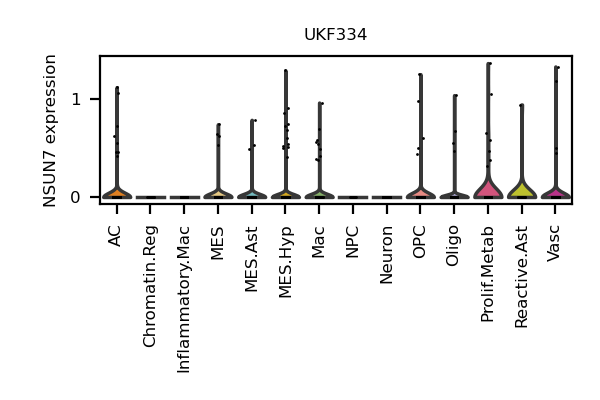 UKF334
NSUN7 expression
1
0
AC
Chromatin.Reg
Inflammatory.Mac
MES
MES.Ast
MES.Hyp
Mac
NPC
Neuron
OPC
Oligo
Prolif.Metab
Reactive.Ast
Vasc